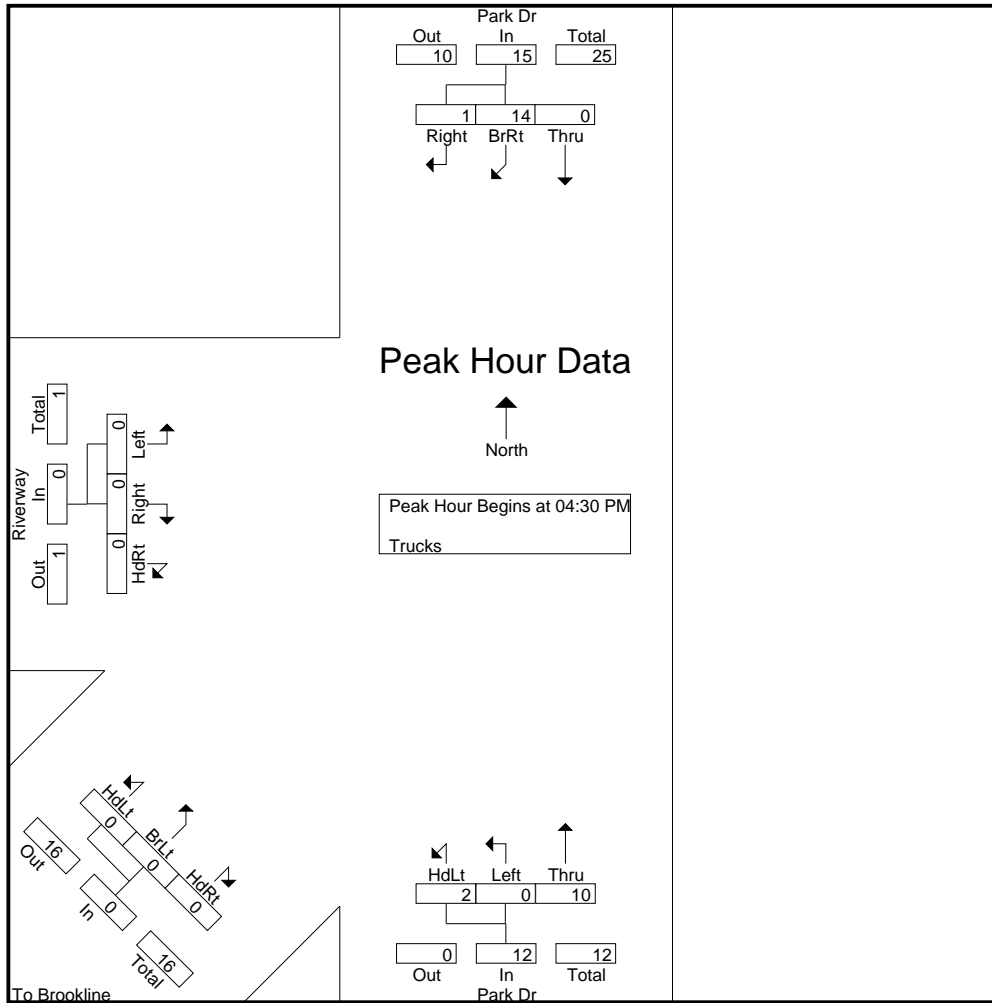 Park Dr
Out In Total
10 15 25
1 14 0
Right BrRt Thru
Peak Hour Data
North
Peak Hour Begins at 04:30 PM
Trucks
Riverway
Total 1
In 0
Out 1
0 Left
0 Right
0 HdRt
HdLt 0
BrLt 0
HdRt 0
16 Out
0 In
16 Total
To Brookline
HdLt Left Thru
2 0 10
0 12 12
Out In Total
Park Dr